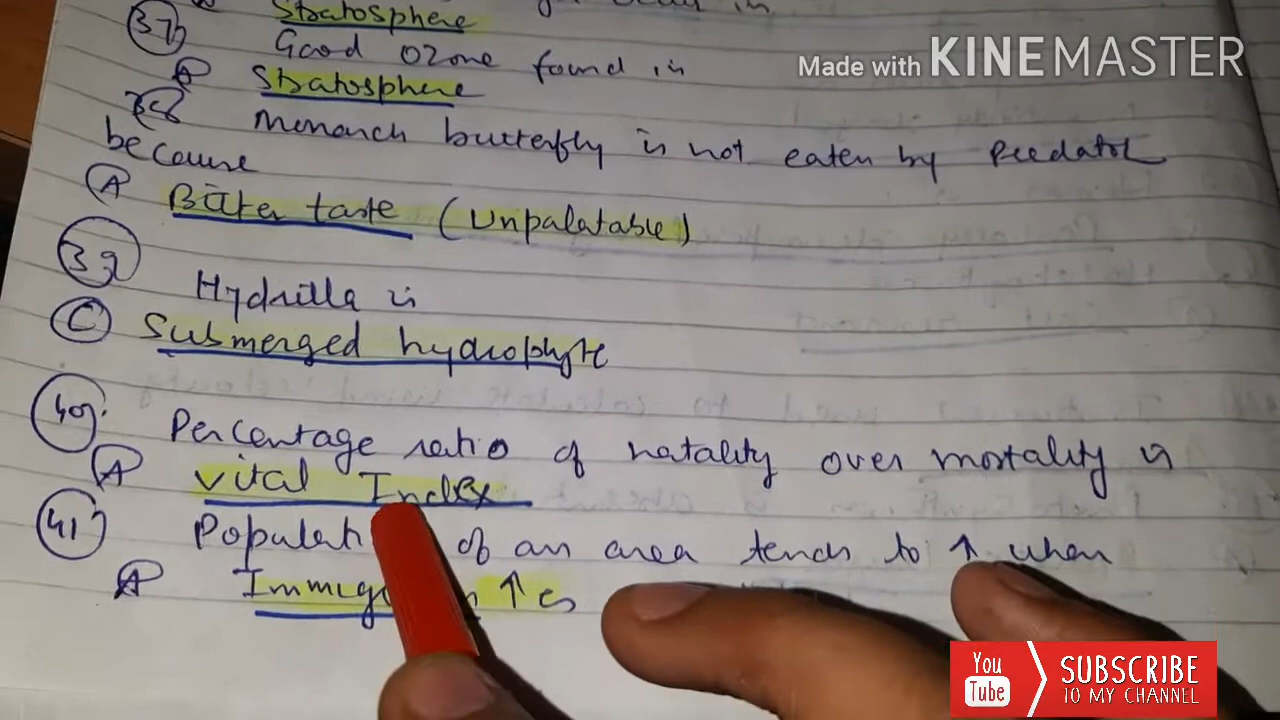 Stratosphere
37) Good Ozone found in
A Stratosphere
38 Monarch butterfly is not eaten by Predator
because
A Bitter taste (Unpalatable)
39 Hydrilla is
C Submerged hydrophyte
40) Percentage ratio of natality over mortality is
A vital Index
41) of an area tends to ↑ when
A ↑es
Made with KINEMASTER
You Tube SUBSCRIBE
TO MY CHANNEL